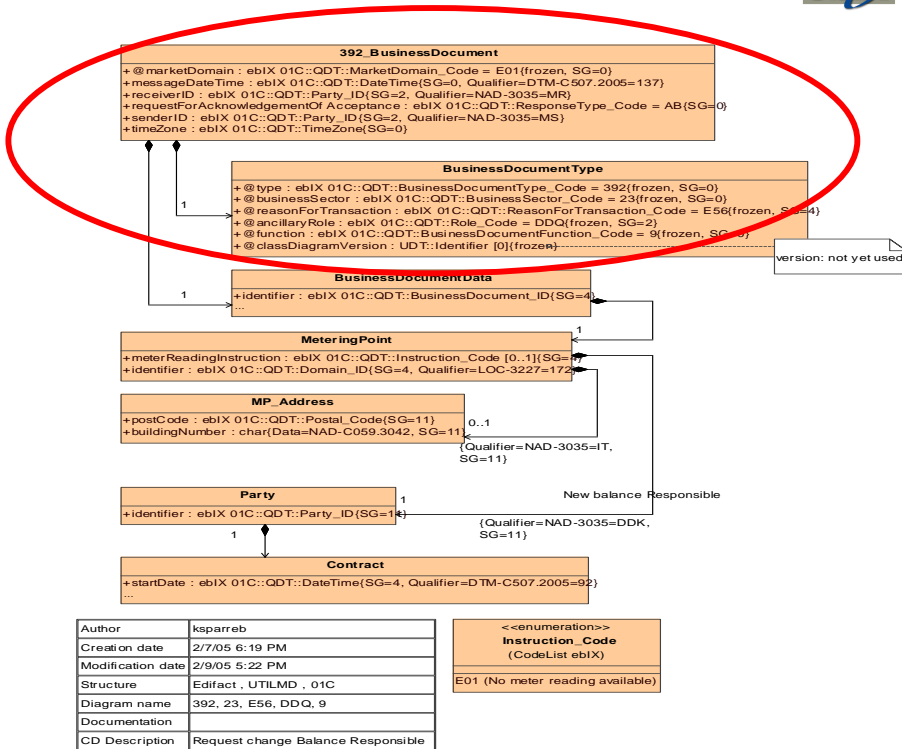 392_BusinessDocument
+@marketDomain : ebIX 01C::QDT::MarketDomain_Code = E01{frozen, SG=0}
+messageDateTime : ebIX 01C::QDT::DateTime{SG=0, Qualifier=DTM-C507.2005=137}
+receiverID : ebIX 01C::QDT::Party_ID{SG=2, Qualifier=NAD-3035=MR}
+requestForAcknowledgementOf Acceptance : ebIX 01C::QDT::ResponseType_Code = AB{SG=0}
+senderID : ebIX 01C::QDT::Party_ID{SG=2, Qualifier=NAD-3035=MS}
+timeZone : ebIX 01C::QDT::TimeZone{SG=0}
BusinessDocumentType
+@type : ebIX 01C::QDT::BusinessDocumentType_Code = 392{frozen, SG=0}
+@businessSector : ebIX 01C::QDT::BusinessSector_Code = 23{frozen, SG=0}
+@reasonForTransaction : ebIX 01C::QDT::ReasonForTransaction_Code = E56{frozen, SG=4}
+@ancillaryRole : ebIX 01C::QDT::Role_Code = DDQ{frozen, SG=2}
+@function : ebIX 01C::QDT::BusinessDocumentFunction_Code = 9{frozen, SG=0}
+@classDiagramVersion : UDT::Identifier [0]{frozen}
1
version: not yet used
BusinessDocumentData
+identifier : ebIX 01C::QDT::BusinessDocument_ID{SG=4}
...
1
1
MeteringPoint
+meterReadingInstruction : ebIX 01C::QDT::Instruction_Code [0..1]{SG=4}
+identifier : ebIX 01C::QDT::Domain_ID{SG=4, Qualifier=LOC-3227=172}
MP_Address
+postCode : ebIX 01C::QDT::Postal_Code{SG=11}
+buildingNumber : char{Data=NAD-C059.3042, SG=11}
0..1
{Qualifier=NAD-3035=IT,
SG=11}
Party
+identifier : ebIX 01C::QDT::Party_ID{SG=11}
1
New balance Responsible
{Qualifier=NAD-3035=DDK,
SG=11}
1
Contract
+startDate : ebIX 01C::QDT::DateTime{SG=4, Qualifier=DTM-C507.2005=92}
...
Author ksparreb
Creation date 2/7/05 6:19 PM
Modification date 2/9/05 5:22 PM
Structure Edifact , UTILMD , 01C
Diagram name 392, 23, E56, DDQ, 9
Documentation
CD Description Request change Balance Responsible
<<enumeration>>
Instruction_Code
(CodeList ebIX)
E01 (No meter reading available)